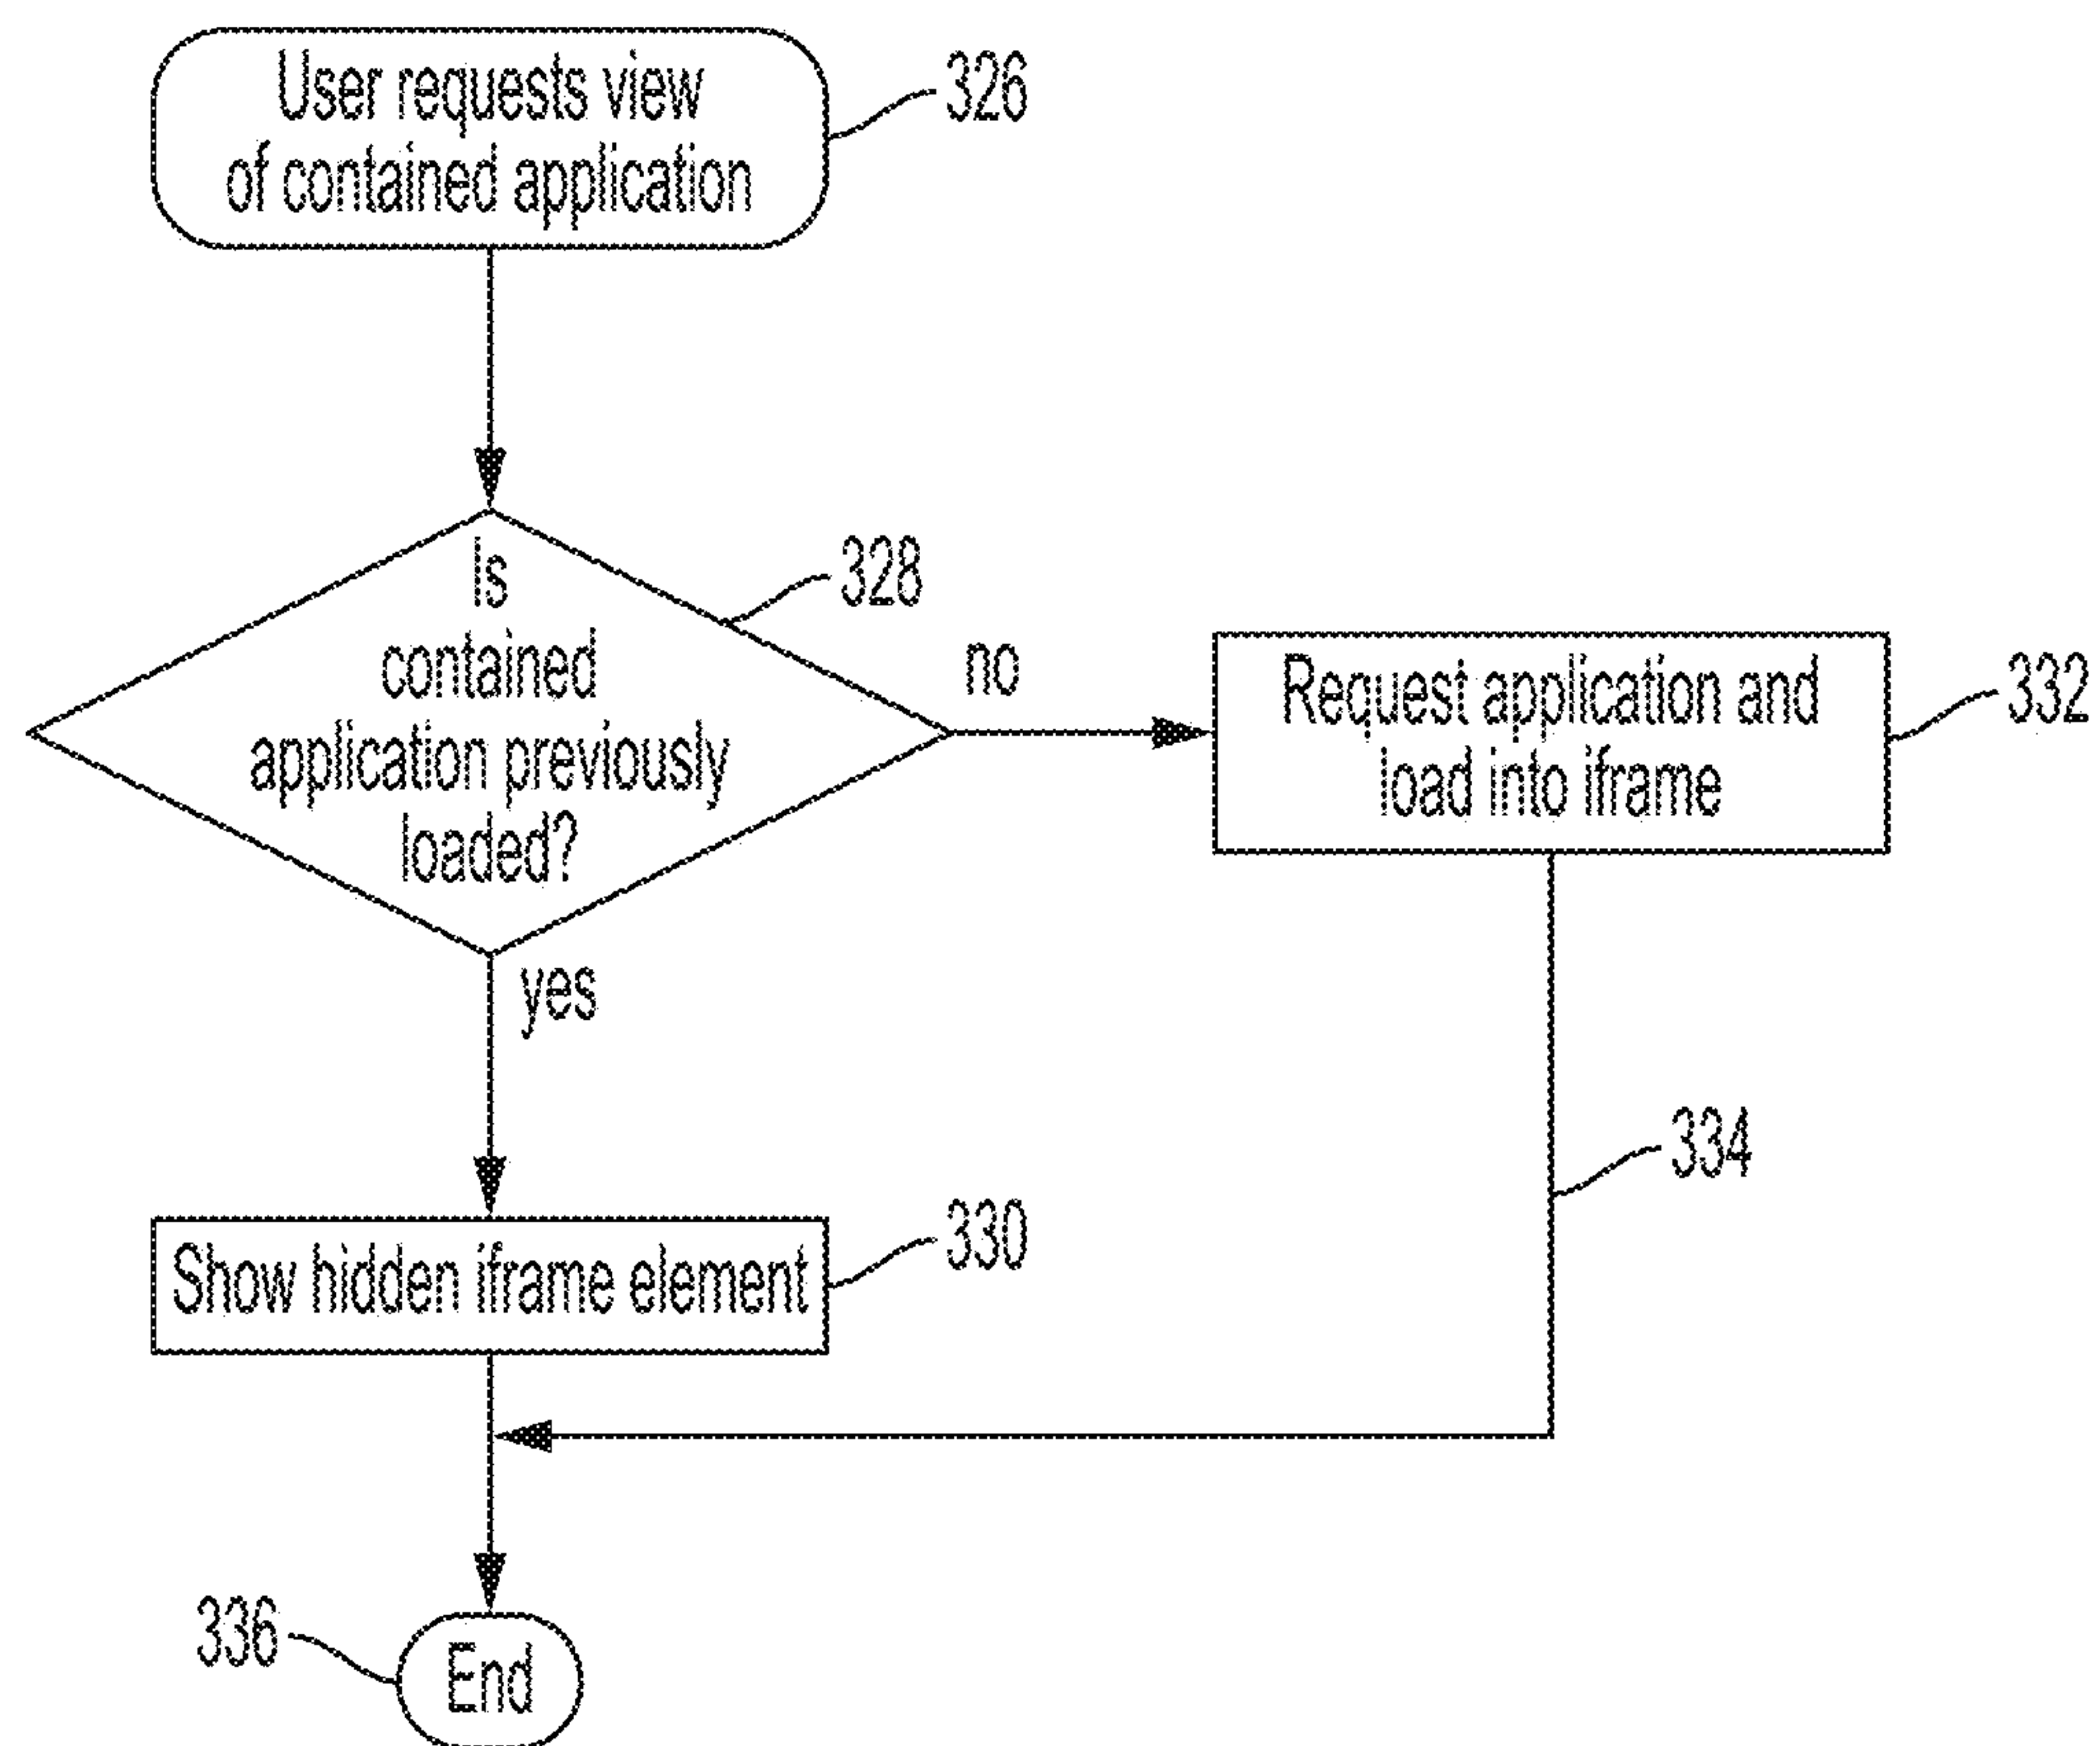 User requests view
of contained application
326
Is
contained
application previously
loaded?
328
no
Request application and
load into iframe
332
yes
334
Show hidden iframe element
330
336
End